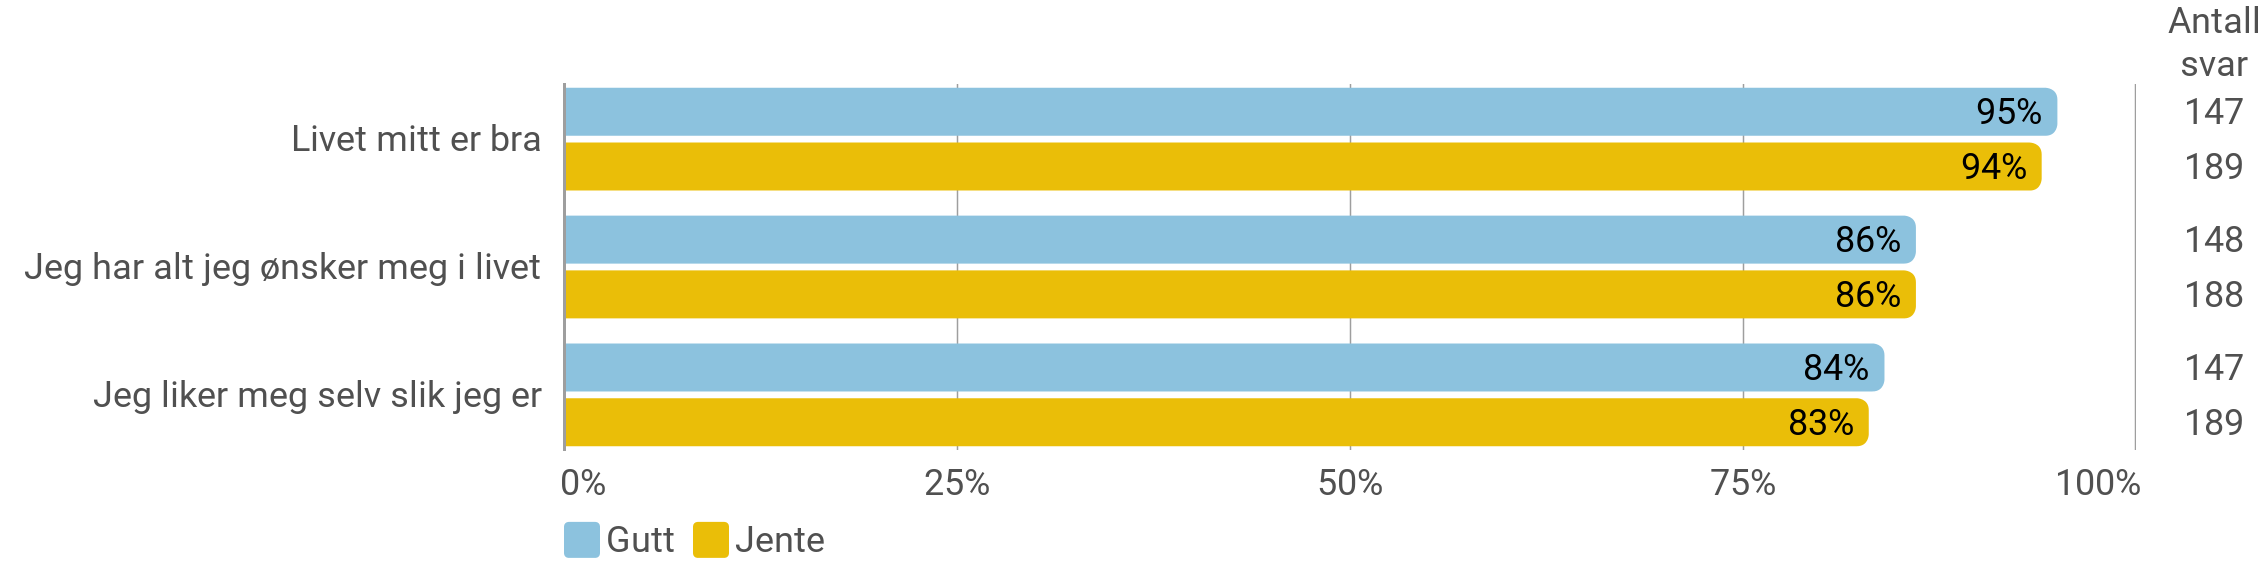 Antall
svar
Livet mitt er bra
95%
147
94%
189
Jeg har alt jeg ønsker meg i livet
86%
148
86%
188
Jeg liker meg selv slik jeg er
84%
147
83%
189
0% 25% 50% 75% 100%
Gutt Jente